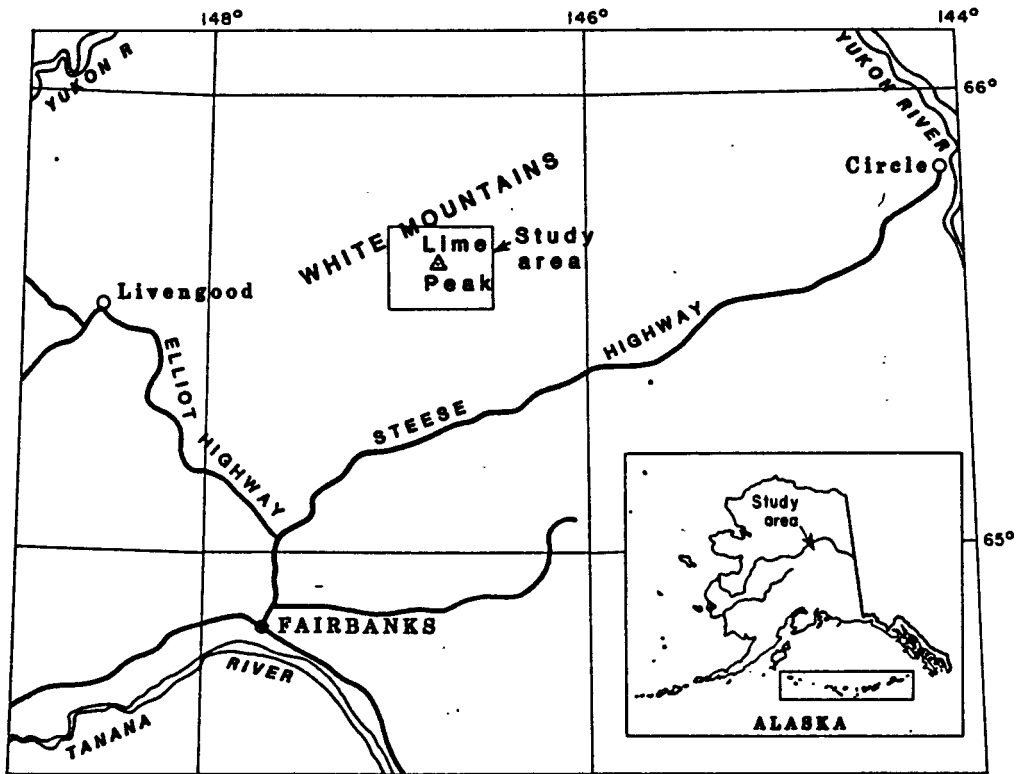 148° 146° 144°
YUKON R
YUKON RIVER
66°
Circle
WHITE MOUNTAINS
Lime
Peak
Study
area
Livengood
ELLIOT HIGHWAY
STEESE HIGHWAY
65°
FAIRBANKS
TANANA RIVER
Study
area
ALASKA